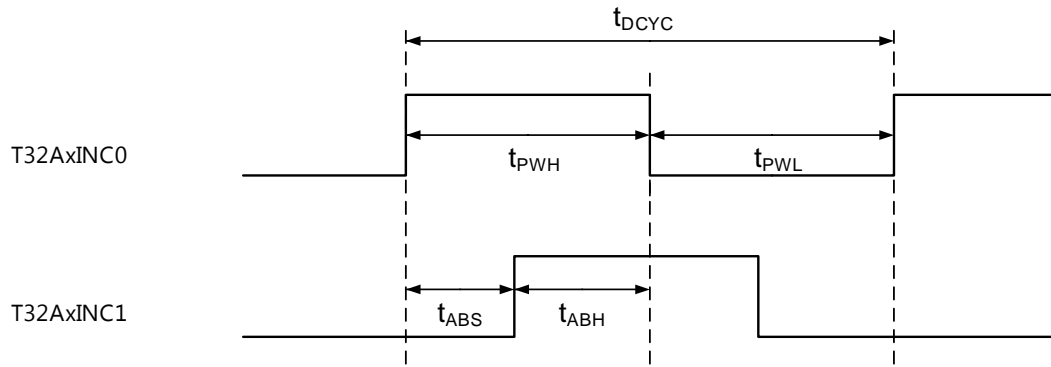 tDCYC
T32AxINC0
tPWH
tPWL
T32AxINC1
tABS
tABH